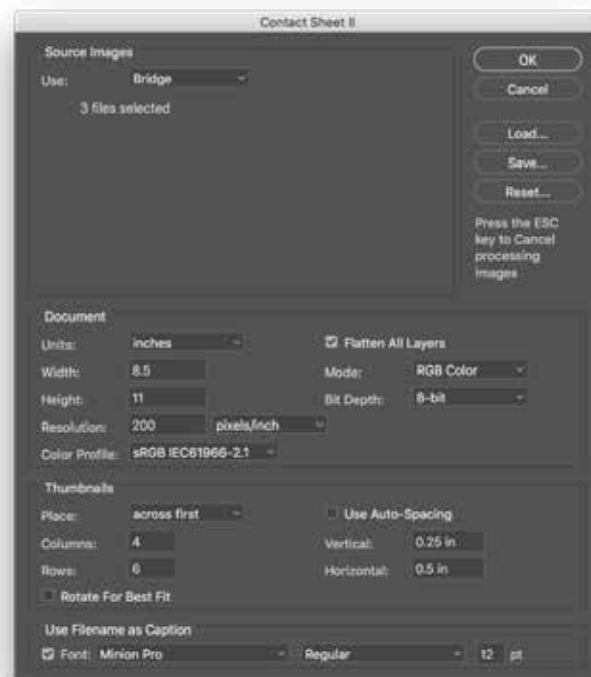 Contact Sheet II
Source Images
Use: Bridge
3 files selected
OK
Cancel
Load...
Save...
Reset...
Press the ESC
key to Cancel
processing
images
Document
Units: inches
Width: 8.5
Height: 11
Resolution: 200 pixels/inch
Color Profile: sRGB IEC61966-2.1
Flatten All Layers
Mode: RGB Color
Bit Depth: 8-bit
Thumbnails
Place: across first
Columns: 4
Rows: 6
Rotate For Best Fit
Use Auto-Spacing
Vertical: 0.25 in
Horizontal: 0.5 in
Use Filename as Caption
Font: Minion Pro Regular 12 pt